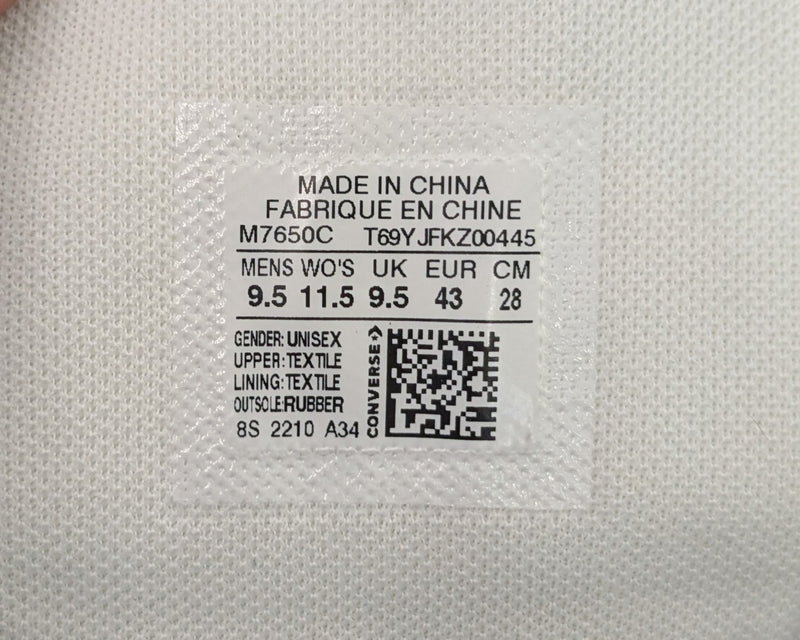 MADE IN CHINA
FABRIQUE EN CHINE
M7650C T69YJFKZ00445
MENS WO'S UK EUR CM
9.5 11.5 9.5 43 28
GENDER: UNISEX
UPPER: TEXTILE
LINING: TEXTILE
OUTSOLE: RUBBER
8S 2210 A34
CONVERSE